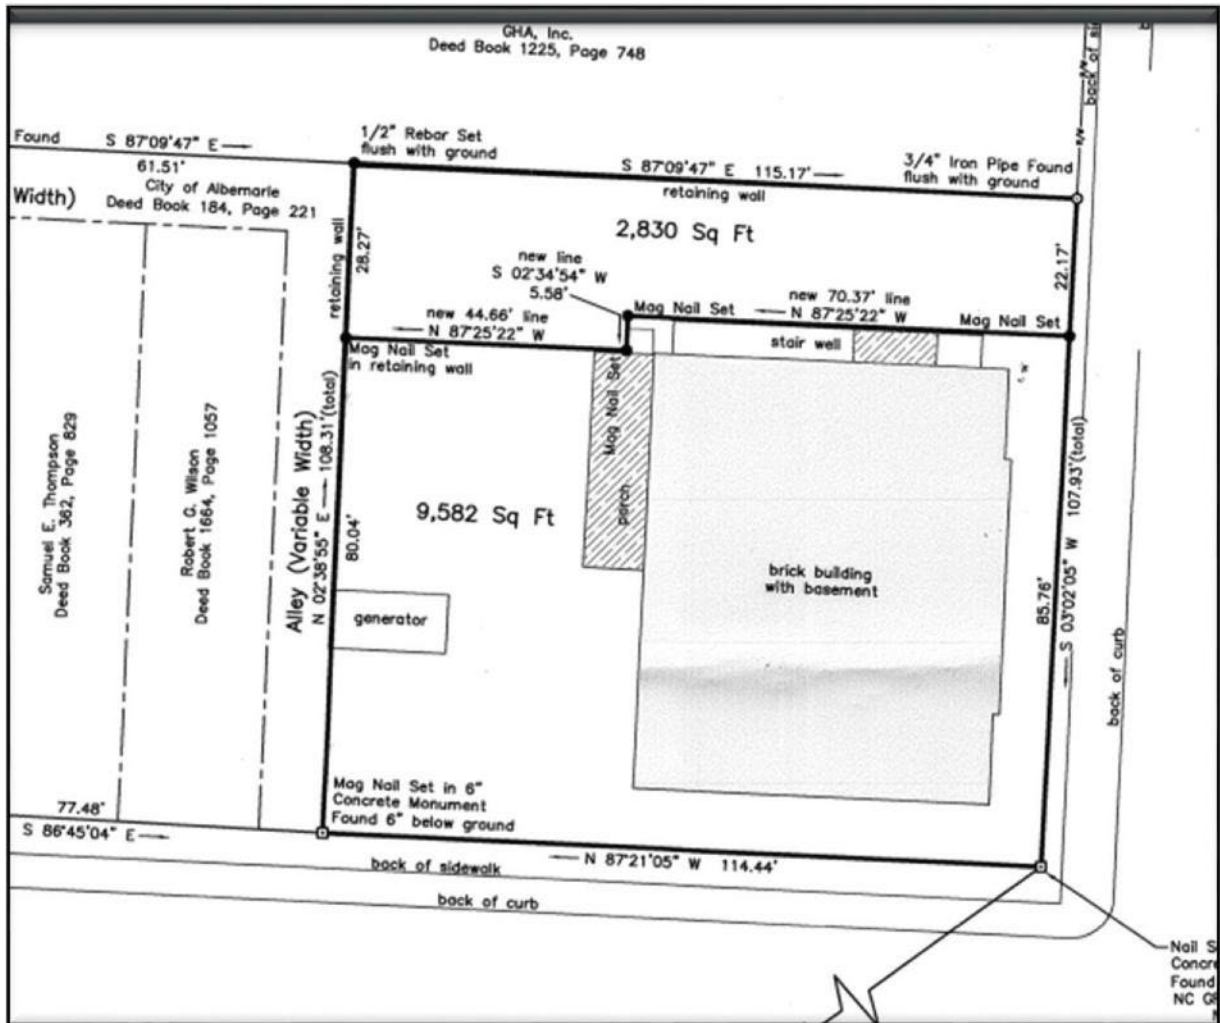 GHA, Inc.
Deed Book 1225, Page 748
back of
R/W
R/W
Found
S 87°09'47" E
61.51'
City of Albemarle
Deed Book 184, Page 221
Width)
1/2" Rebar Set
flush with ground
S 87°09'47" E 115.17'
retaining wall
3/4" Iron Pipe Found
flush with ground
2,830 Sq Ft
retaining wall
28.27'
22.17'
new line
S 02°34'54" W
5.58'
new 44.66' line
N 87°25'22" W
Mag Nail Set
new 70.37' line
N 87°25'22" W
Mag Nail Set
Mag Nail Set
in retaining wall
stair well
Mag Nail Set
porch
Samuel E. Thompson
Deed Book 362, Page 829
Robert G. Wilson
Deed Book 1664, Page 1057
Alley (Variable Width)
N 02°38'55" E 108.31'(total)
80.04'
9,582 Sq Ft
generator
brick building
with basement
85.76'
S 03°02'05" W 107.93'(total)
back of curb
Mag Nail Set in 6"
Concrete Monument
Found 6" below ground
77.48'
S 86°45'04" E
N 87°21'05" W 114.44'
back of sidewalk
back of curb
Nail S
Concre
Found
NC G